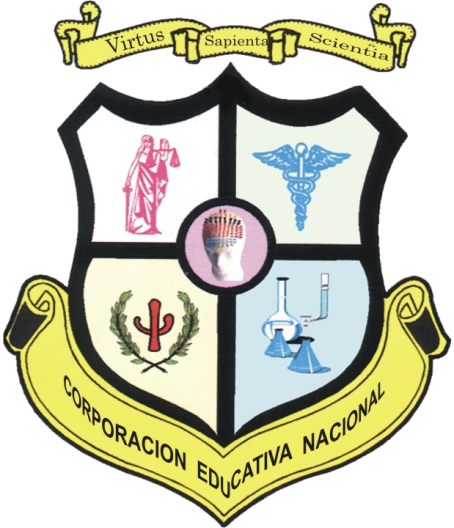 Virtus Sapienta Scientia
CORPORACION EDUCATIVA NACIONAL